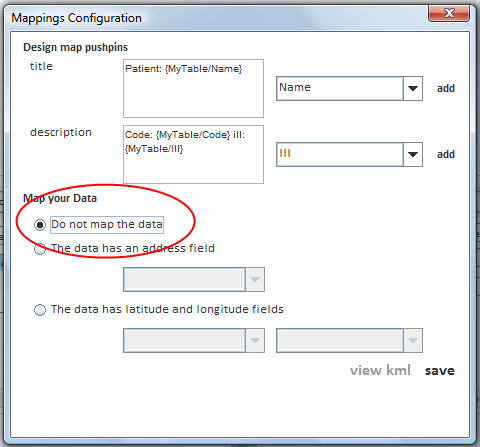 Mappings Configuration
Design map pushpins
title
Patient: {MyTable/Name}
Name
add
description
Code: {MyTable/Code} ill:
{MyTable/Ill}
Ill
add
Map your Data
Do not map the data
The data has an address field
The data has latitude and longitude fields
view kml save